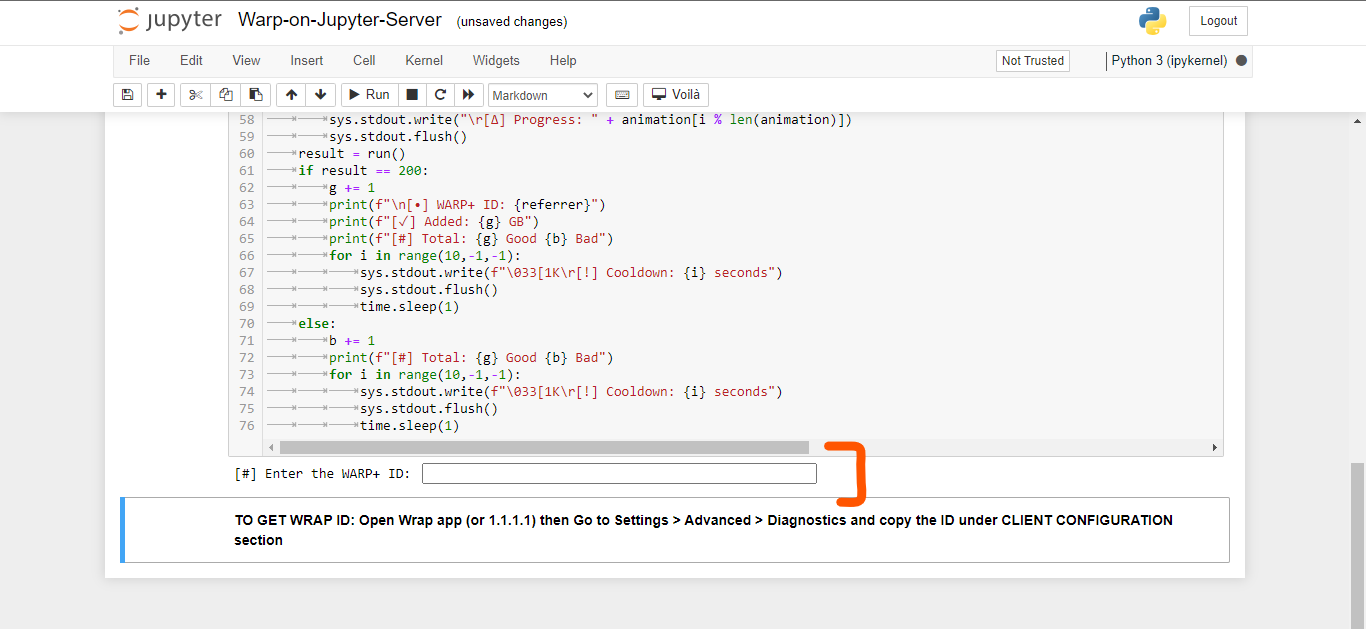 jupyter Warp-on-Jupyter-Server (unsaved changes) Logout
File Edit View Insert Cell Kernel Widgets Help Not Trusted Python 3 (ipykernel)
Run Markdown Voilà
58 sys.stdout.write("\r[∆] Progress: " + animation[i % len(animation)])
59 sys.stdout.flush()
60 result = run()
61 if result == 200:
62 g += 1
63 print(f"\n[•] WARP+ ID: {referrer}")
64 print(f"[√] Added: {g} GB")
65 print(f"[#] Total: {g} Good {b} Bad")
66 for i in range(10,-1,-1):
67 sys.stdout.write(f"\033[1K\r[!] Cooldown: {i} seconds")
68 sys.stdout.flush()
69 time.sleep(1)
70 else:
71 b += 1
72 print(f"[#] Total: {g} Good {b} Bad")
73 for i in range(10,-1,-1):
74 sys.stdout.write(f"\033[1K\r[!] Cooldown: {i} seconds")
75 sys.stdout.flush()
76 time.sleep(1)
[#] Enter the WARP+ ID:
TO GET WRAP ID: Open Wrap app (or 1.1.1.1) then Go to Settings > Advanced > Diagnostics and copy the ID under CLIENT CONFIGURATION
section